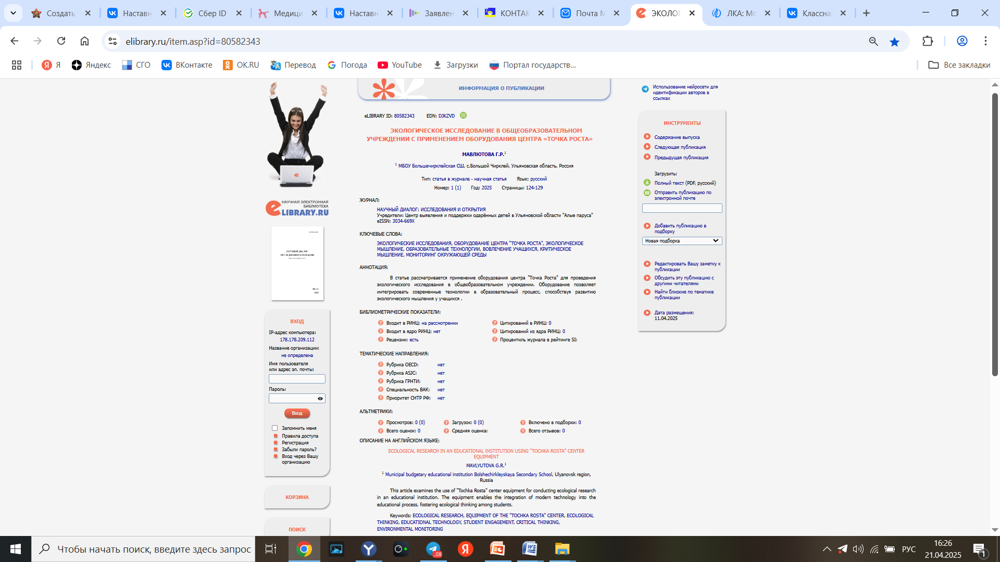 Создать
Наставн
Сбер ID
Медици
Наставн
Заявлен
КОНТАК
Почта M
ЭКОЛОГ
ЛКА: Мо
Классна
elibrary.ru/item.asp?id=80582343
Я
Яндекс
СГО
ВКонтакте
OK.RU
Перевод
Погода
YouTube
Загрузки
Портал государств...
Все закладки
НАУЧНАЯ ЭЛЕКТРОННАЯ
БИБЛИОТЕКА
eLIBRARY.RU
НАУЧНЫЙ ДИАЛОГ:
ИССЛЕДОВАНИЯ И ОТКРЫТИЯ
№1 (1)
2025
ВХОД
IP-адрес компьютера:
178.178.209.112
Название организации:
не определена
Имя пользователя
или адрес эл. почты:
Пароль:
Вход
Запомнить меня
Правила доступа
Регистрация
Забыли пароль?
Вход через Вашу
организацию
КОРЗИНА
ПОИСК
ИНФОРМАЦИЯ О ПУБЛИКАЦИИ
eLIBRARY ID: 80582343 EDN: DJKZVD
ЭКОЛОГИЧЕСКОЕ ИССЛЕДОВАНИЕ В ОБЩЕОБРАЗОВАТЕЛЬНОМ
УЧРЕЖДЕНИИ С ПРИМЕНЕНИЕМ ОБОРУДОВАНИЯ ЦЕНТРА «ТОЧКА РОСТА»
МАВЛЮТОВА Г.Р.1
1 МБОУ Большечирклейская СШ, с.Большой Чирклей, Ульяновская область, Россия
Тип: статья в журнале - научная статья Язык: русский
Номер: 1 (1) Год: 2025 Страницы: 124-129
ЖУРНАЛ:
НАУЧНЫЙ ДИАЛОГ: ИССЛЕДОВАНИЯ И ОТКРЫТИЯ
Учредители: Центр выявления и поддержки одарённых детей в Ульяновской области "Алые паруса"
eISSN: 3034-669X
КЛЮЧЕВЫЕ СЛОВА:
ЭКОЛОГИЧЕСКИЕ ИССЛЕДОВАНИЯ, ОБОРУДОВАНИЕ ЦЕНТРА "ТОЧКА РОСТА", ЭКОЛОГИЧЕСКОЕ
МЫШЛЕНИЕ, ОБРАЗОВАТЕЛЬНЫЕ ТЕХНОЛОГИИ, ВОВЛЕЧЕНИЕ УЧАЩИХСЯ, КРИТИЧЕСКОЕ
МЫШЛЕНИЕ, МОНИТОРИНГ ОКРУЖАЮЩЕЙ СРЕДЫ
АННОТАЦИЯ:
В статье рассматривается применение оборудования центра "Точка Роста" для проведения
экологического исследования в общеобразовательном учреждении. Оборудование позволяет
интегрировать современные технологии в образовательный процесс, способствуя развитию
экологического мышления у учащихся .
БИБЛИОМЕТРИЧЕСКИЕ ПОКАЗАТЕЛИ:
Входит в РИНЦ: на рассмотрении Цитирований в РИНЦ: 0
Входит в ядро РИНЦ: нет Цитирований из ядра РИНЦ: 0
Рецензии: есть Процентиль журнала в рейтинге SI:
ТЕМАТИЧЕСКИЕ НАПРАВЛЕНИЯ:
Рубрика OECD: нет
Рубрика ASJC: нет
Рубрика ГРНТИ: нет
Специальность ВАК: нет
Приоритет СНТР РФ: нет
АЛЬТМЕТРИКИ:
Просмотров: 0 (0) Загрузок: 0 (0) Включено в подборки: 0
Всего оценок: 0 Средняя оценка: Всего отзывов: 0
ОПИСАНИЕ НА АНГЛИЙСКОМ ЯЗЫКЕ:
ECOLOGICAL RESEARCH IN AN EDUCATIONAL INSTITUTION USING "TOCHKA ROSTA" CENTER
EQUIPMENT
MAVLYUTOVA G.R.1
1 Municipal budgetary educational institution Bolshechirkleyskaya Secondary School, Ulyanovsk region,
Russia
This article examines the use of "Tochka Rosta" center equipment for conducting ecological research
in an educational institution. The equipment enables the integration of modern technology into the
educational process, fostering ecological thinking among students.
Keywords: ECOLOGICAL RESEARCH, EQUIPMENT OF THE "TOCHKA ROSTA" CENTER, ECOLOGICAL
THINKING, EDUCATIONAL TECHNOLOGY, STUDENT ENGAGEMENT, CRITICAL THINKING,
ENVIRONMENTAL MONITORING
Использование нейросети для
идентификации авторов в
ссылках
ИНСТРУМЕНТЫ
Содержание выпуска
Следующая публикация
Предыдущая публикация
Загрузить:
Полный текст (PDF, русский)
Отправить публикацию по
электронной почте
Добавить публикацию в
подборку
Новая подборка
Редактировать Вашу заметку к
публикации
Обсудить эту публикацию с
другими читателями
Найти близкие по тематике
публикации
Дата размещения:
11.04.2025
Чтобы начать поиск, введите здесь запрос
..08
РУС
16:26
21.04.2025
1